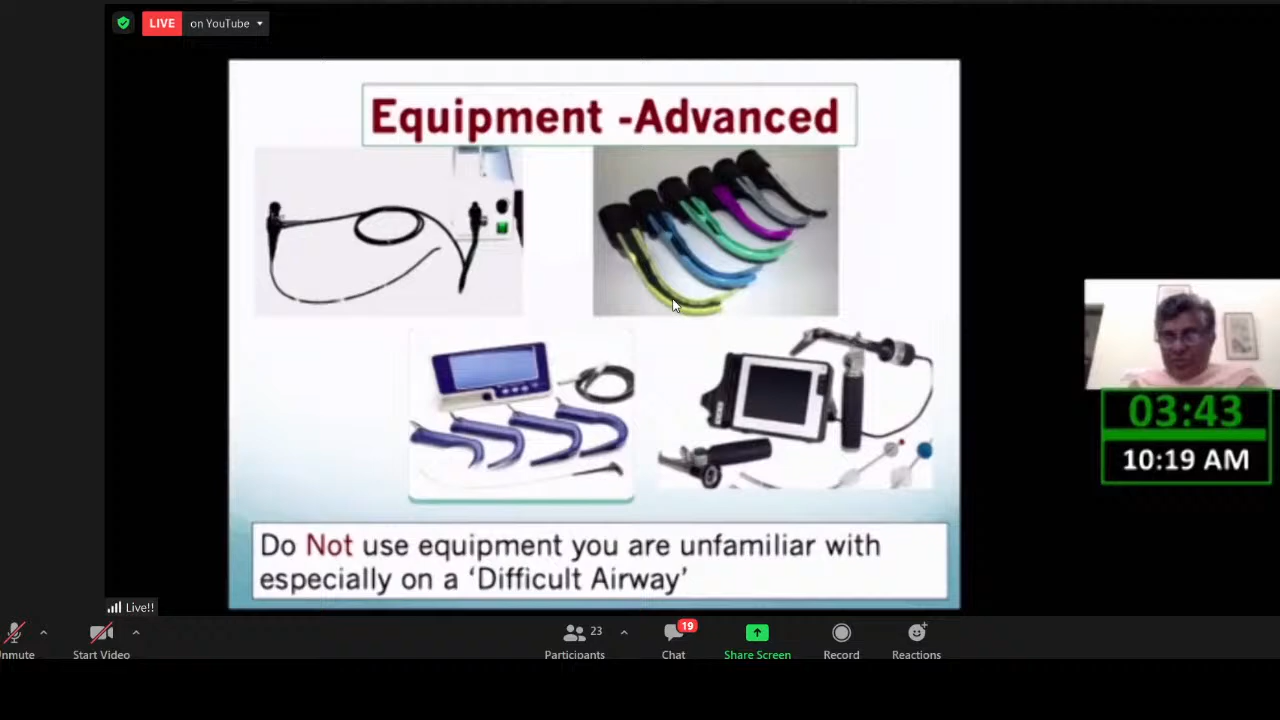 LIVE on YouTube
Equipment -Advanced
Do Not use equipment you are unfamiliar with
especially on a ‘Difficult Airway’
03:43
10:19 AM
Live!!
nmute
Start Video
Participants
23
Chat
19
Share Screen
Record
Reactions